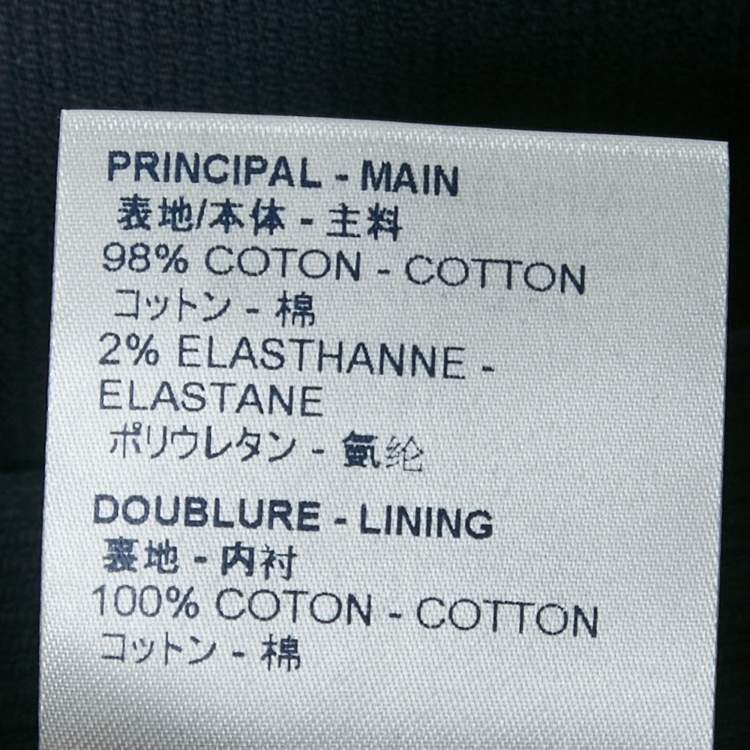 PRINCIPAL - MAIN
表地/本体 - 主料
98% COTON - COTTON
コットン - 棉
2% ELASTHANNE -
ELASTANE
ポリウレタン - 氨纶
DOUBLURE - LINING
裏地 - 内衬
100% COTON - COTTON
コットン - 棉